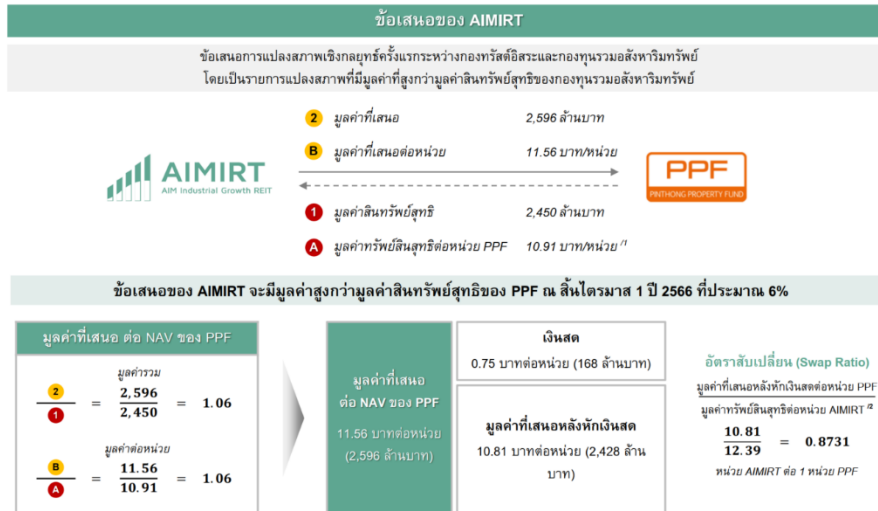 ข้อเสนอของ AIMIRT
ข้อเสนอการแปลงสภาพเชิงกลยุทธ์ครั้งแรกระหว่างกองทรัสต์อิสระและกองทุนรวมอสังหาริมทรัพย์
โดยเป็นรายการแปลงสภาพที่มีมูลค่าที่สูงกว่ามูลค่าสินทรัพย์สุทธิของกองทุนรวมอสังหาริมทรัพย์
2 มูลค่าที่เสนอ 2,596 ล้านบาท
B มูลค่าที่เสนอต่อหน่วย 11.56 บาท/หน่วย
AIMIRT
AIM Industrial Growth REIT
PPF
PINTHONG PROPERTY FUND
1 มูลค่าสินทรัพย์สุทธิ 2,450 ล้านบาท
A มูลค่าทรัพย์สินสุทธิต่อหน่วย PPF 10.91 บาท/หน่วย /1
ข้อเสนอของ AIMIRT จะมีมูลค่าสูงกว่ามูลค่าสินทรัพย์สุทธิของ PPF ณ สิ้นไตรมาส 1 ปี 2566 ที่ประมาณ 6%
มูลค่าที่เสนอ ต่อ NAV ของ PPF
มูลค่ารวม
2 / 1 = 2,596 / 2,450 = 1.06
มูลค่าต่อหน่วย
B / A = 11.56 / 10.91 = 1.06
มูลค่าที่เสนอ
ต่อ NAV ของ PPF
11.56 บาทต่อหน่วย
(2,596 ล้านบาท)
เงินสด
0.75 บาทต่อหน่วย (168 ล้านบาท)
มูลค่าที่เสนอหลังหักเงินสด
10.81 บาทต่อหน่วย (2,428 ล้าน
บาท)
อัตราสับเปลี่ยน (Swap Ratio)
มูลค่าที่เสนอหลังหักเงินสดต่อหน่วย PPF
มูลค่าทรัพย์สินสุทธิต่อหน่วย AIMIRT /2
10.81 / 12.39 = 0.8731
หน่วย AIMIRT ต่อ 1 หน่วย PPF